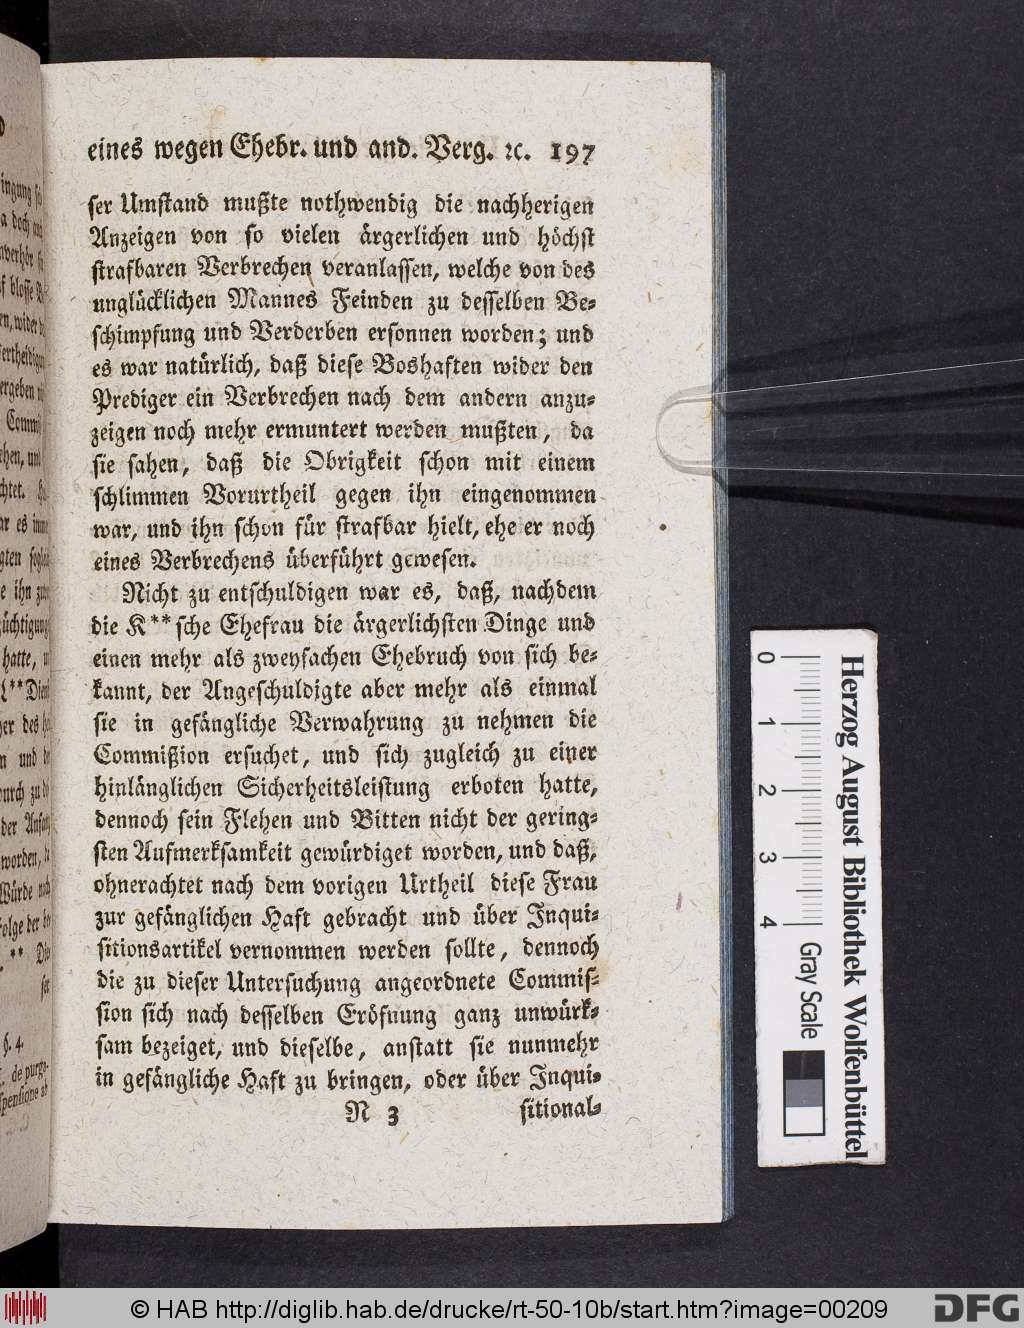 eines wegen Ehebr. und and. Verg. ꝛc. 197
ser Umstand mußte nothwendig die nachherigen
Anzeigen von so vielen ärgerlichen und höchst
strafbaren Verbrechen veranlassen, welche von des
unglücklichen Mannes Feinden zu desselben Be-
schimpfung und Verderben ersonnen worden; und
es war natürlich, daß diese Boshaften wider den
Prediger ein Verbrechen nach dem andern anzu-
zeigen noch mehr ermuntert werden mußten, da
sie sahen, daß die Obrigkeit schon mit einem
schlimmen Vorurtheil gegen ihn eingenommen
war, und ihn schon für strafbar hielt, ehe er noch
eines Verbrechens überführt gewesen.
Nicht zu entschuldigen war es, daß, nachdem
die K**sche Ehefrau die ärgerlichsten Dinge und
einen mehr als zweyfachen Ehebruch von sich be-
kannt, der Angeschuldigte aber mehr als einmal
sie in gefängliche Verwahrung zu nehmen die
Commißion ersuchet, und sich zugleich zu einer
hinlänglichen Sicherheitsleistung erboten hatte,
dennoch sein Flehen und Bitten nicht der gering-
sten Aufmerksamkeit gewürdiget worden, und daß,
ohnerachtet nach dem vorigen Urtheil diese Frau
zur gefänglichen Haft gebracht und über Inqui-
sitionsartikel vernommen werden sollte, dennoch
die zu dieser Untersuchung angeordnete Commis-
sion sich nach desselben Eröfnung ganz unwürk-
sam bezeiget, und dieselbe, anstatt sie nunmehr
in gefängliche Haft zu bringen, oder über Inqui-
N 3 sitional-
Herzog August Bibliothek Wolfenbüttel
0 1 2 3 4 Gray Scale
© HAB http://diglib.hab.de/drucke/rt-50-10b/start.htm?image=00209
DFG